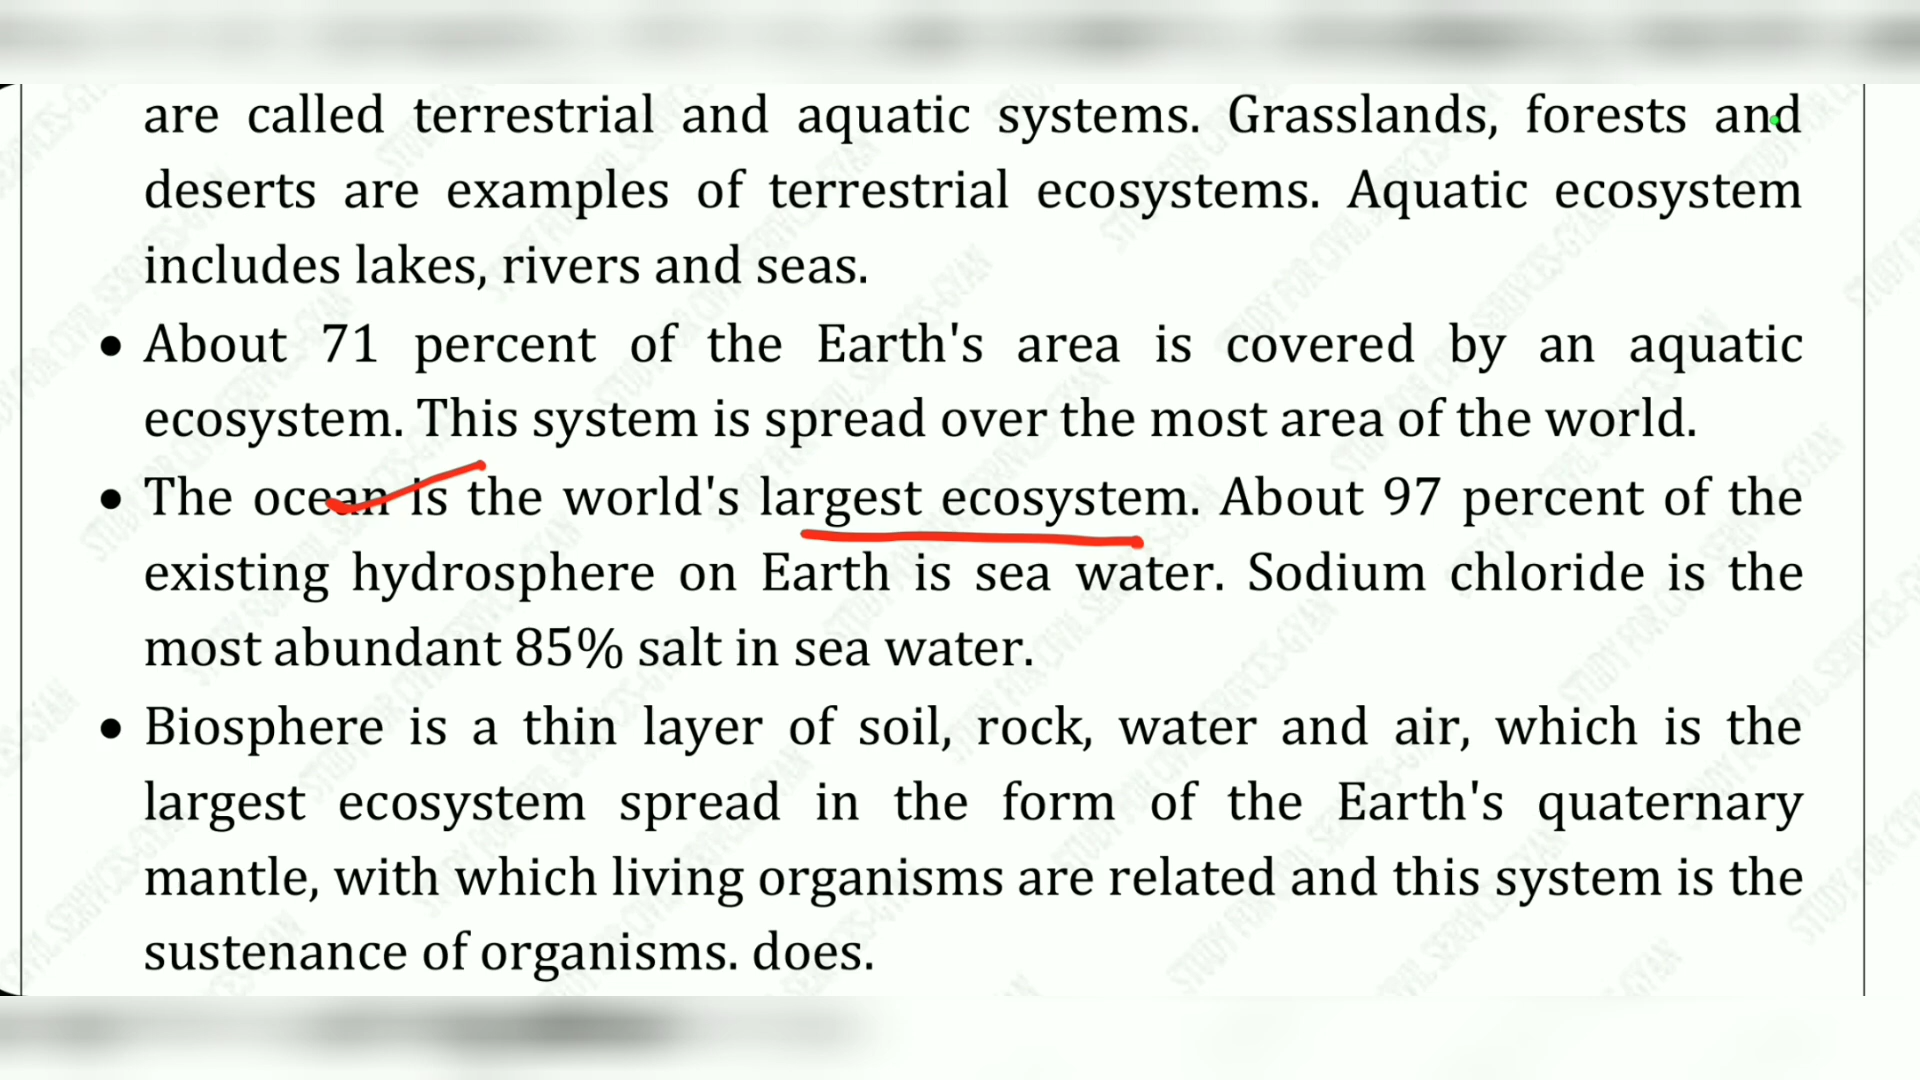 are called terrestrial and aquatic systems. Grasslands, forests and
deserts are examples of terrestrial ecosystems. Aquatic ecosystem
includes lakes, rivers and seas.
• About 71 percent of the Earth's area is covered by an aquatic
ecosystem. This system is spread over the most area of the world.
• The ocean is the world's largest ecosystem. About 97 percent of the
existing hydrosphere on Earth is sea water. Sodium chloride is the
most abundant 85% salt in sea water.
• Biosphere is a thin layer of soil, rock, water and air, which is the
largest ecosystem spread in the form of the Earth's quaternary
mantle, with which living organisms are related and this system is the
sustenance of organisms. does.